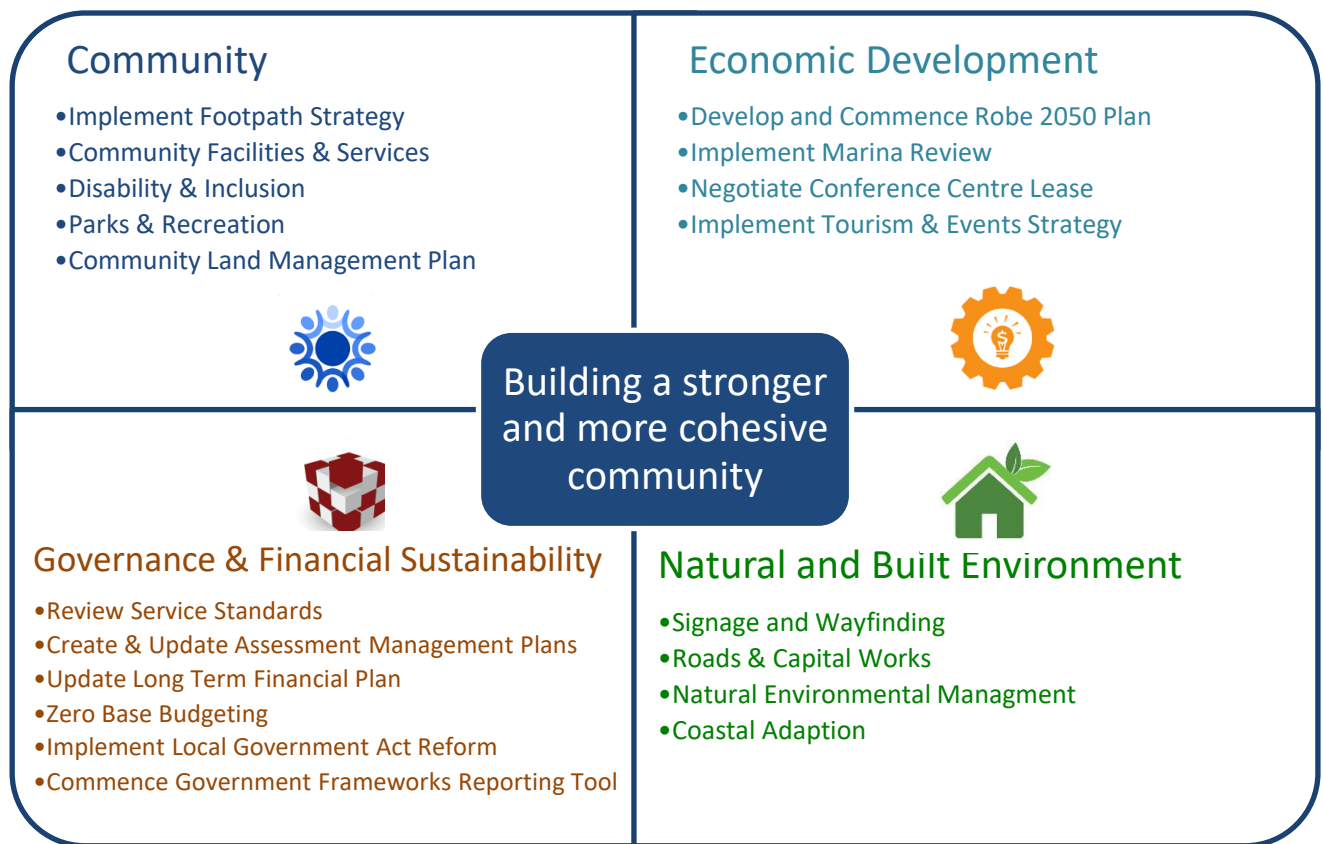 Community
•Implement Footpath Strategy
•Community Facilities & Services
•Disability & Inclusion
•Parks & Recreation
•Community Land Management Plan
Economic Development
•Develop and Commence Robe 2050 Plan
•Implement Marina Review
•Negotiate Conference Centre Lease
•Implement Tourism & Events Strategy
$
Building a stronger
and more cohesive
community
Governance & Financial Sustainability
•Review Service Standards
•Create & Update Assessment Management Plans
•Update Long Term Financial Plan
•Zero Base Budgeting
•Implement Local Government Act Reform
•Commence Government Frameworks Reporting Tool
Natural and Built Environment
•Signage and Wayfinding
•Roads & Capital Works
•Natural Environmental Managment
•Coastal Adaption